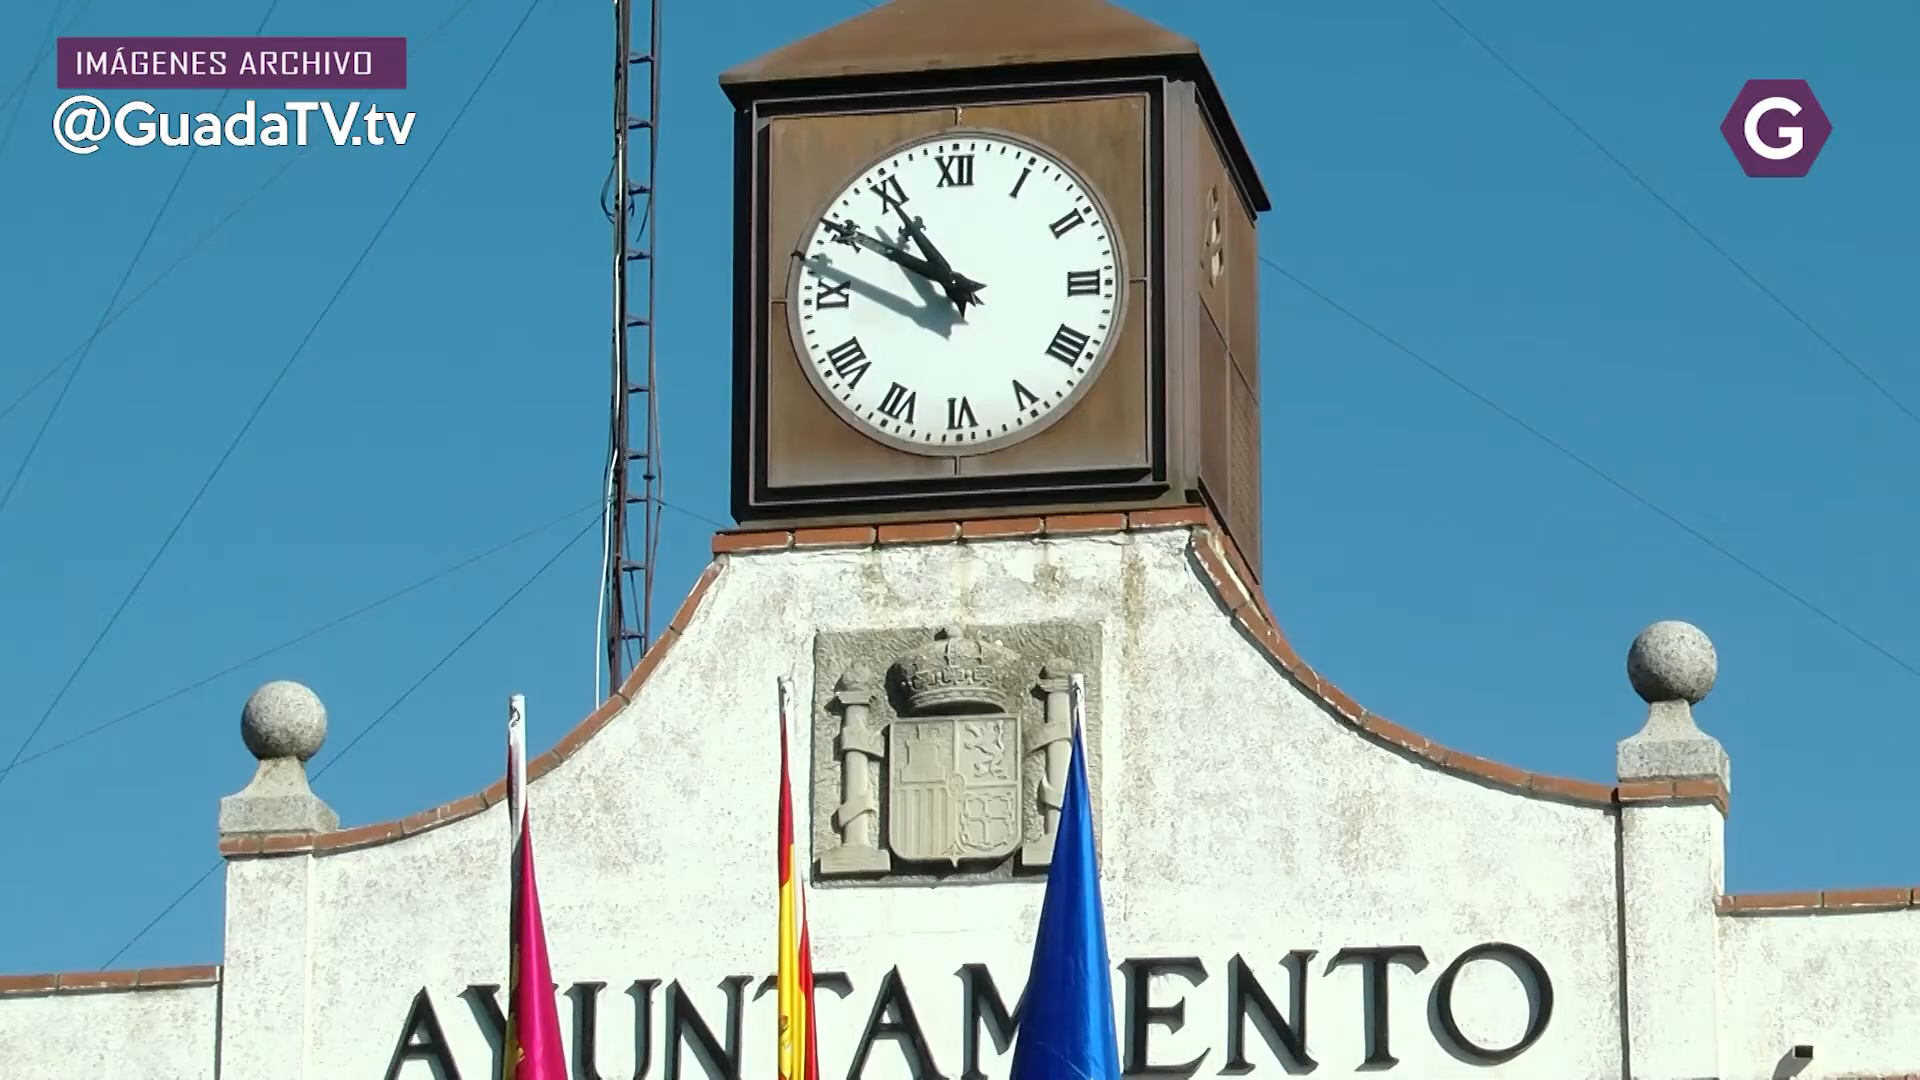 IMÁGENES ARCHIVO
@GuadaTV.tv
G
XII
I
II
III
IIII
V
VI
VII
VIII
IX
XI
AYUNTAMIENTO